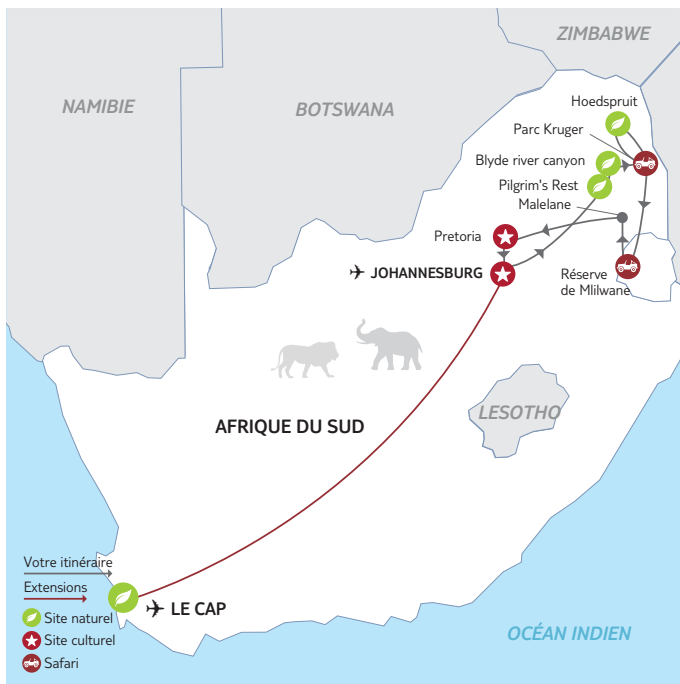 ZIMBABWE
NAMIBIE
BOTSWANA
Hoedspruit
Parc Kruger
Blyde river canyon
Pilgrim's Rest
Malelane
Pretoria
JOHANNESBURG
Réserve
de Mlilwane
LESOTHO
AFRIQUE DU SUD
Votre itinéraire
Extensions
Site naturel
Site culturel
Safari
LE CAP
OCÉAN INDIEN